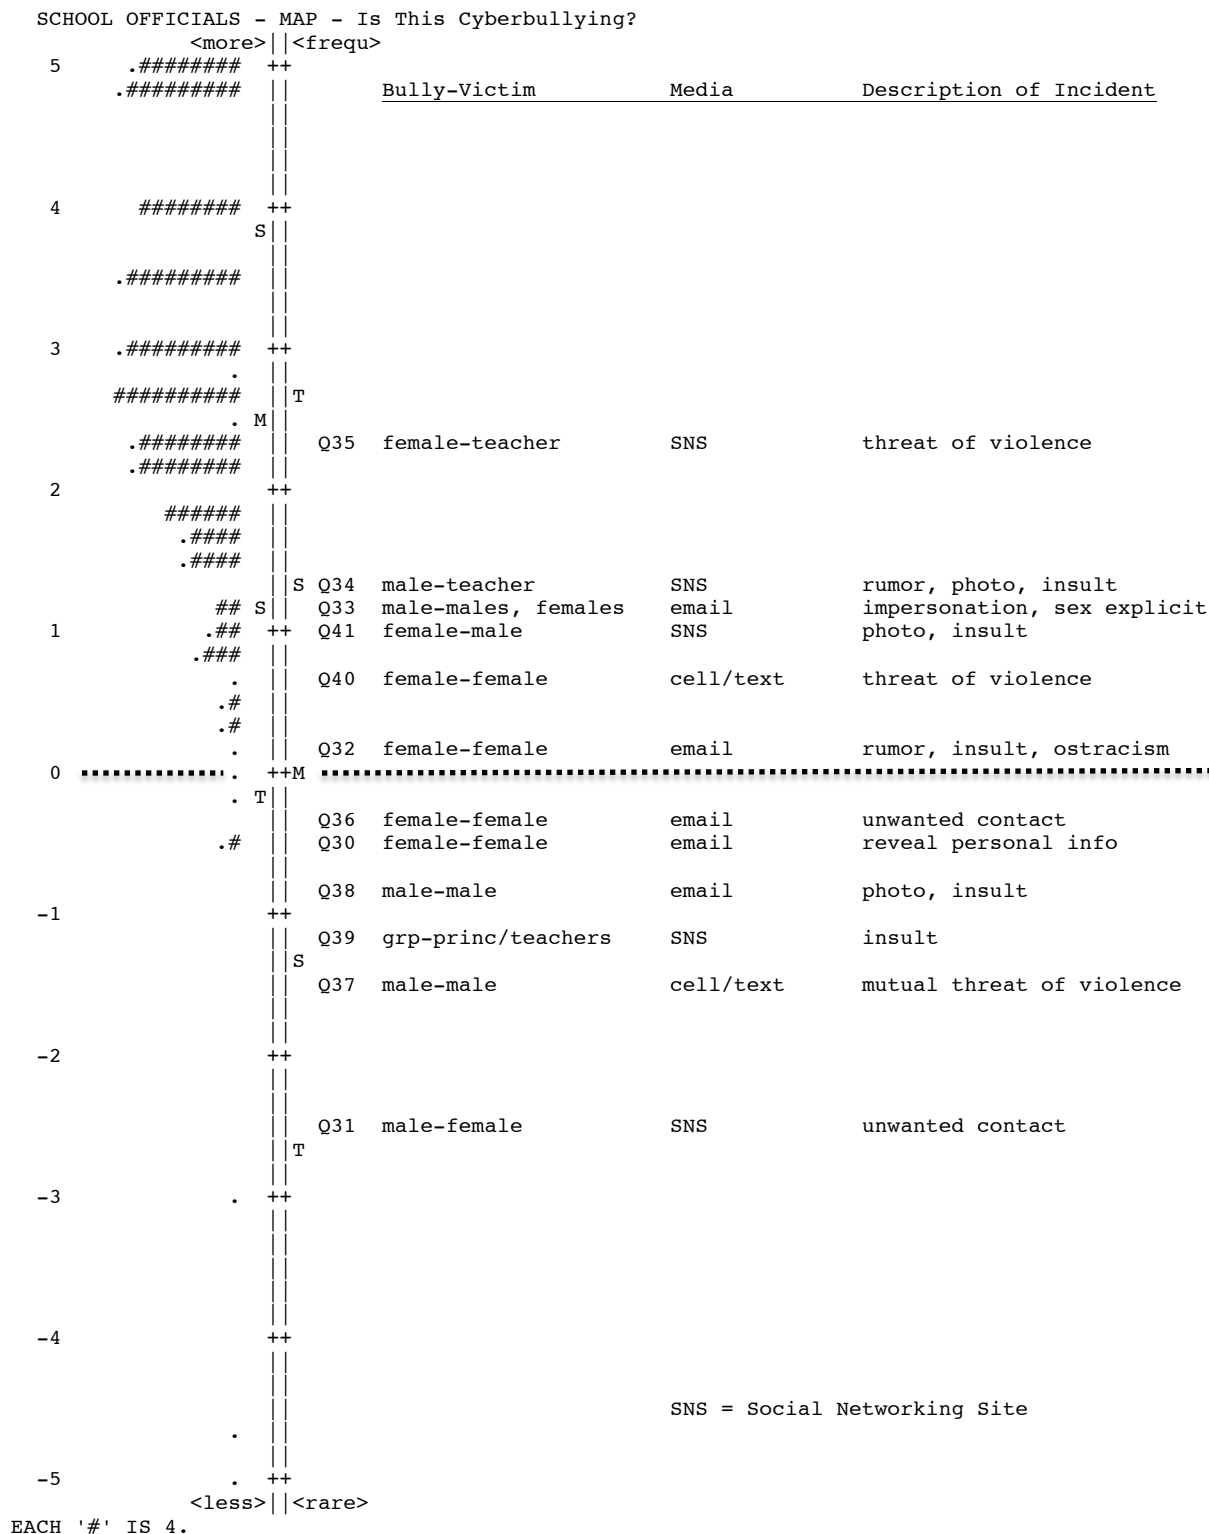 SCHOOL OFFICIALS - MAP - Is This Cyberbullying?
<more>||<frequ>
5 .######## ++
.######### || Bully-Victim Media Description of Incident
||
||
||
||
4 ######## ++
S||
||
.######### ||
||
||
3 .######### ++
. ||
########## ||T
. M||
.######## || Q35 female-teacher SNS threat of violence
.######## ||
2 ++
###### ||
.#### ||
.#### ||
||S Q34 male-teacher SNS rumor, photo, insult
## S|| Q33 male-males, females email impersonation, sex explicit
1 .## ++ Q41 female-male SNS photo, insult
.### ||
. || Q40 female-female cell/text threat of violence
.# ||
.# ||
. || Q32 female-female email rumor, insult, ostracism
0 . ++M
. T||
|| Q36 female-female email unwanted contact
.# || Q30 female-female email reveal personal info
||
|| Q38 male-male email photo, insult
-1 ++
|| Q39 grp-princ/teachers SNS insult
||S
|| Q37 male-male cell/text mutual threat of violence
||
||
-2 ++
||
||
|| Q31 male-female SNS unwanted contact
||T
||
-3 . ++
||
||
||
||
||
-4 ++
||
||
|| SNS = Social Networking Site
. ||
||
-5 . ++
<less>||<rare>
EACH '#' IS 4.